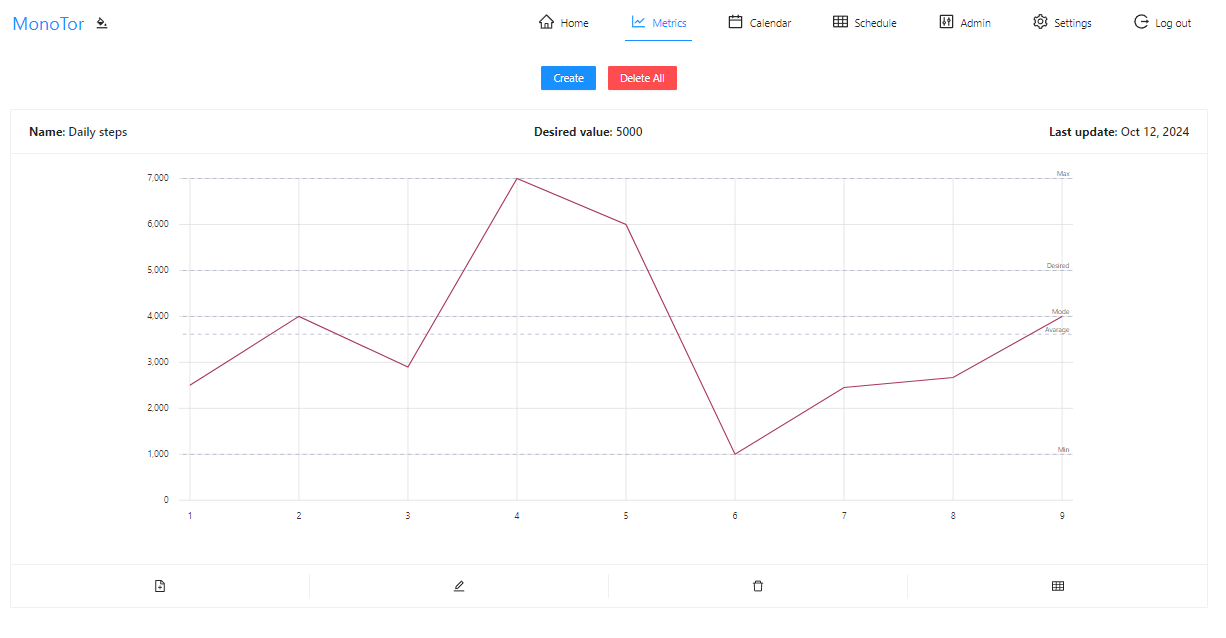 MonoTor Home Metrics Calendar Schedule Admin Settings Log out
Create Delete All
Name: Daily steps Desired value: 5000 Last update: Oct 12, 2024
Max
7,000
6,000
Desired
5,000
Mode
4,000
Average
3,000
2,000
Min
1,000
0
1 2 3 4 5 6 7 8 9